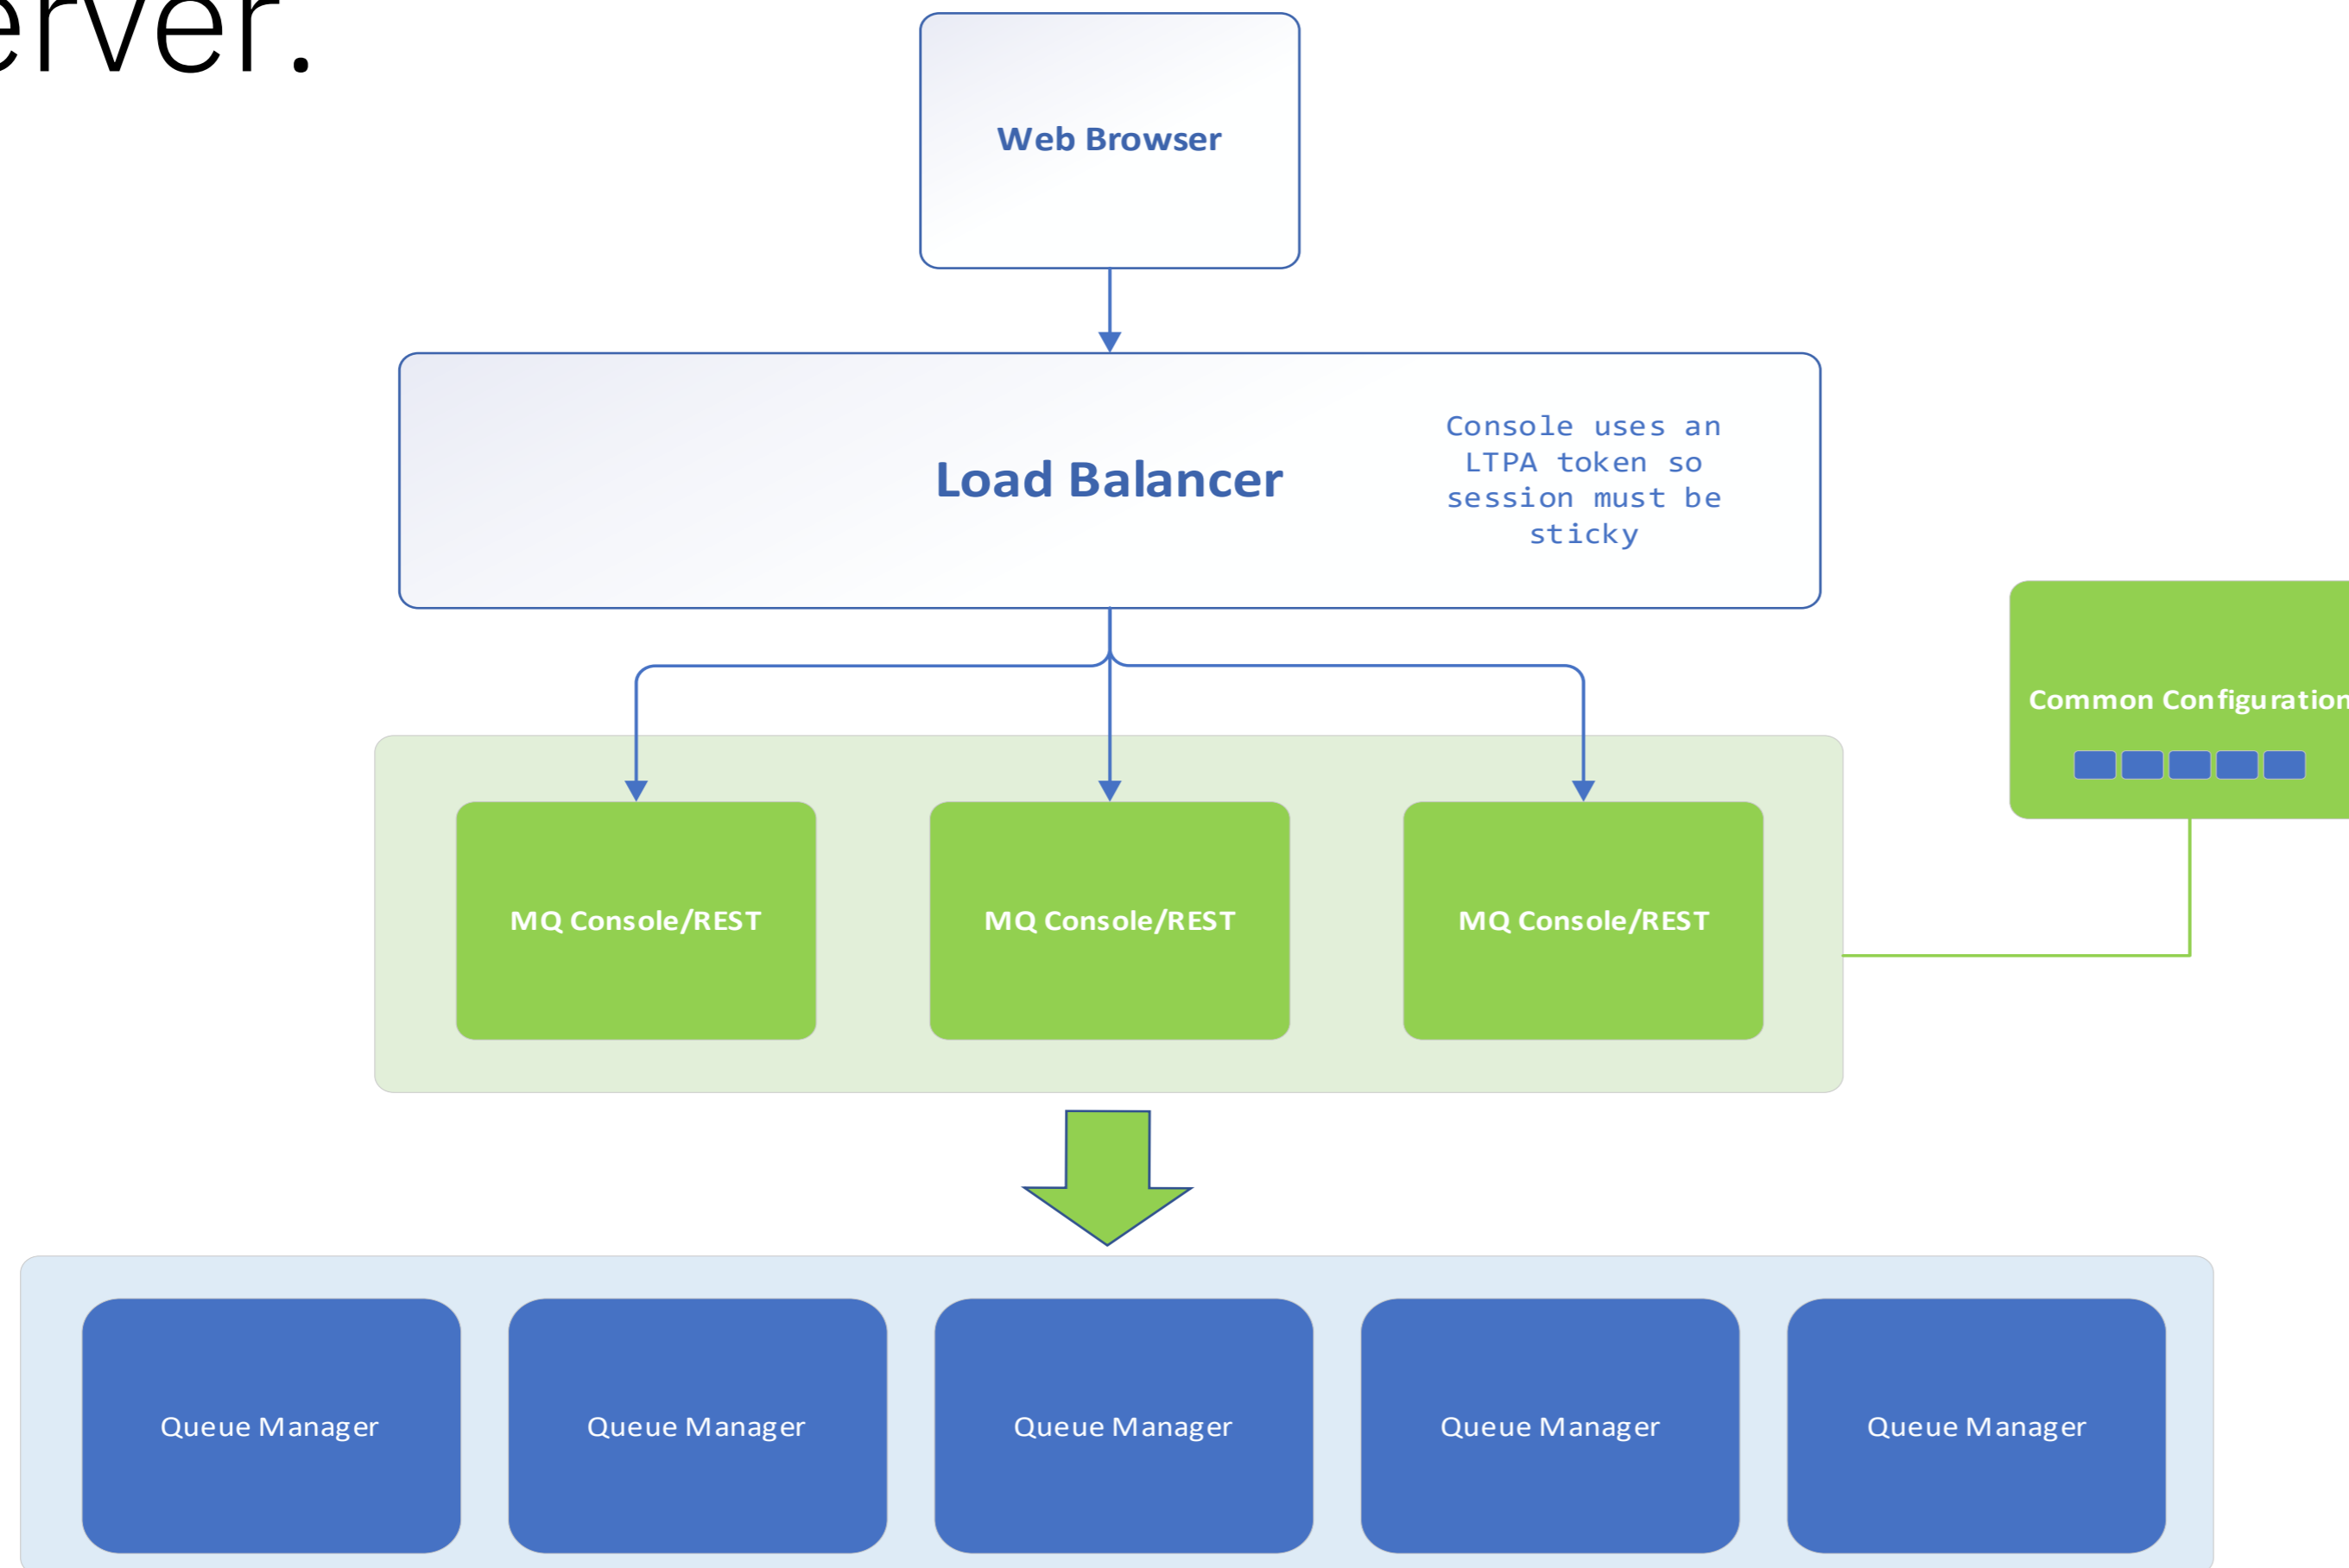 erver.
Web Browser
Load Balancer
Console uses an
LTPA token so
session must be
sticky
Common Configuration
MQ Console/REST
MQ Console/REST
MQ Console/REST
Queue Manager
Queue Manager
Queue Manager
Queue Manager
Queue Manager